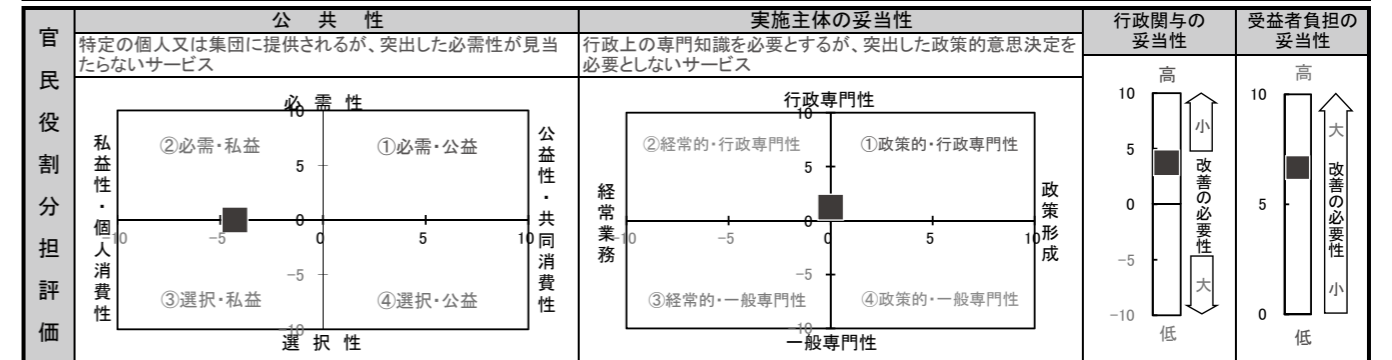 官民役割分担評価
公共性
特定の個人又は集団に提供されるが、突出した必需性が見当
たらないサービス
必需性
10
②必需・私益
①必需・公益
5
私益性・個人消費性
公益性・共同消費性
-10
-5
0
0
5
10
-5
③選択・私益
④選択・公益
-10
選択性
実施主体の妥当性
行政上の専門知識を必要とするが、突出した政策的意思決定を
必要としないサービス
行政専門性
10
②経常的・行政専門性
①政策的・行政専門性
5
経常業務
政策形成
-10
-5
0
0
5
10
-5
③経常的・一般専門性
④政策的・一般専門性
-10
一般専門性
行政関与の
妥当性
高
10
5
0
-5
-10
低
小
改善の必要性
大
受益者負担の
妥当性
高
10
5
0
低
大
改善の必要性
小